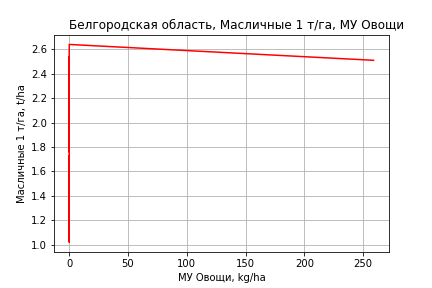 Белгородская область, Масличные 1 т/га, МУ Овощи
2.6
2.4
2.2
2.0
1.8
1.6
1.4
1.2
1.0
Масличные 1 т/га, t/ha
0 50 100 150 200 250
МУ Овощи, kg/ha